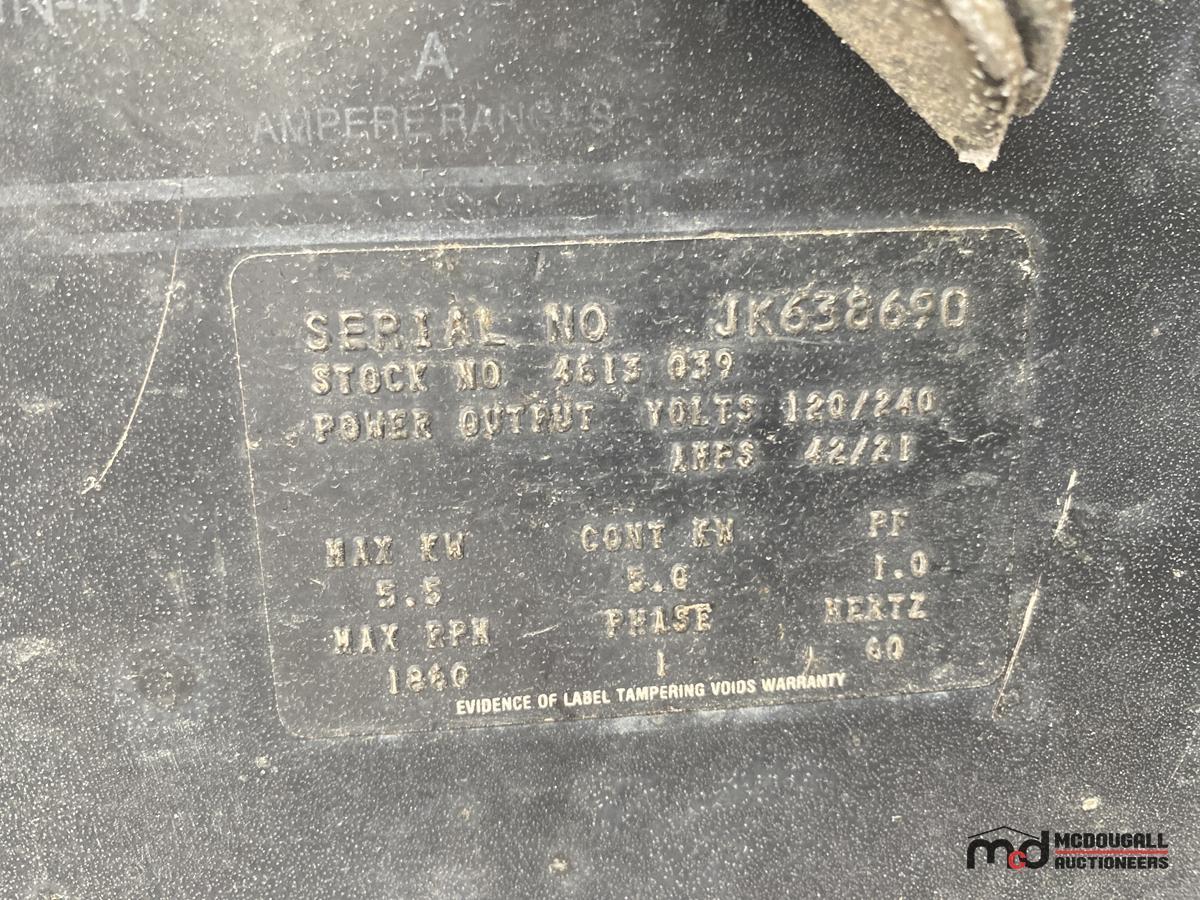 A
AMPERE RANGES
SERIAL NO JK638690
STOCK NO 4613 039
POWER OUTPUT VOLTS 120/240
AMPS 42/21
MAX KW CONT KW PF
5.5 5.0 1.0
MAX RPM PHASE HERTZ
1860 1 60
EVIDENCE OF LABEL TAMPERING VOIDS WARRANTY
mcd MCDOUGALL
AUCTIONEERS